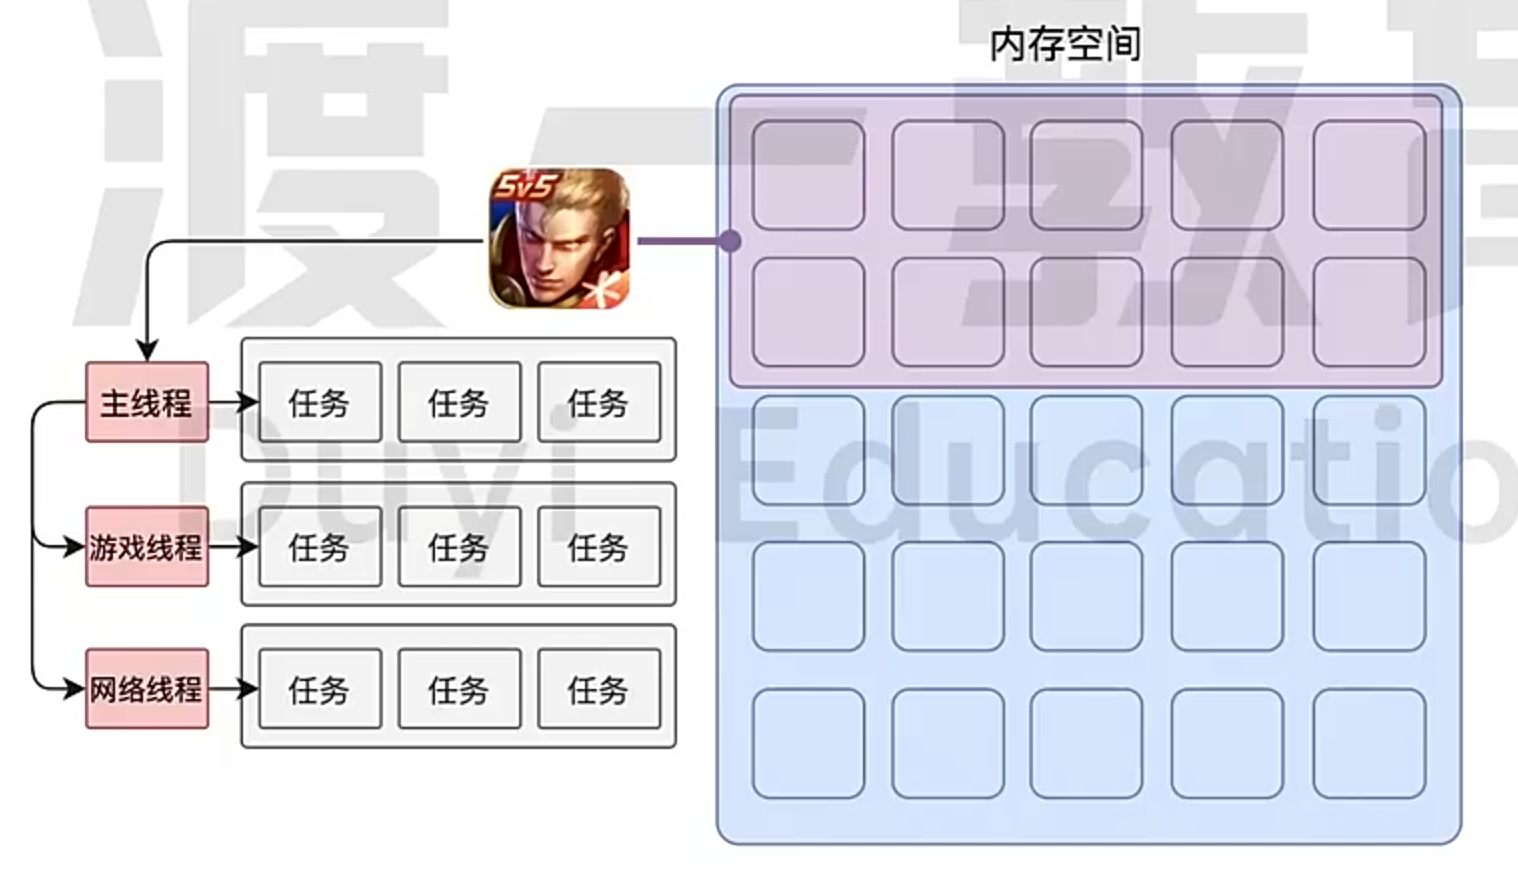 内存空间
5v5
主线程
任务 任务 任务
游戏线程
任务 任务 任务
网络线程
任务 任务 任务
渡一教育
Duyi Educatio